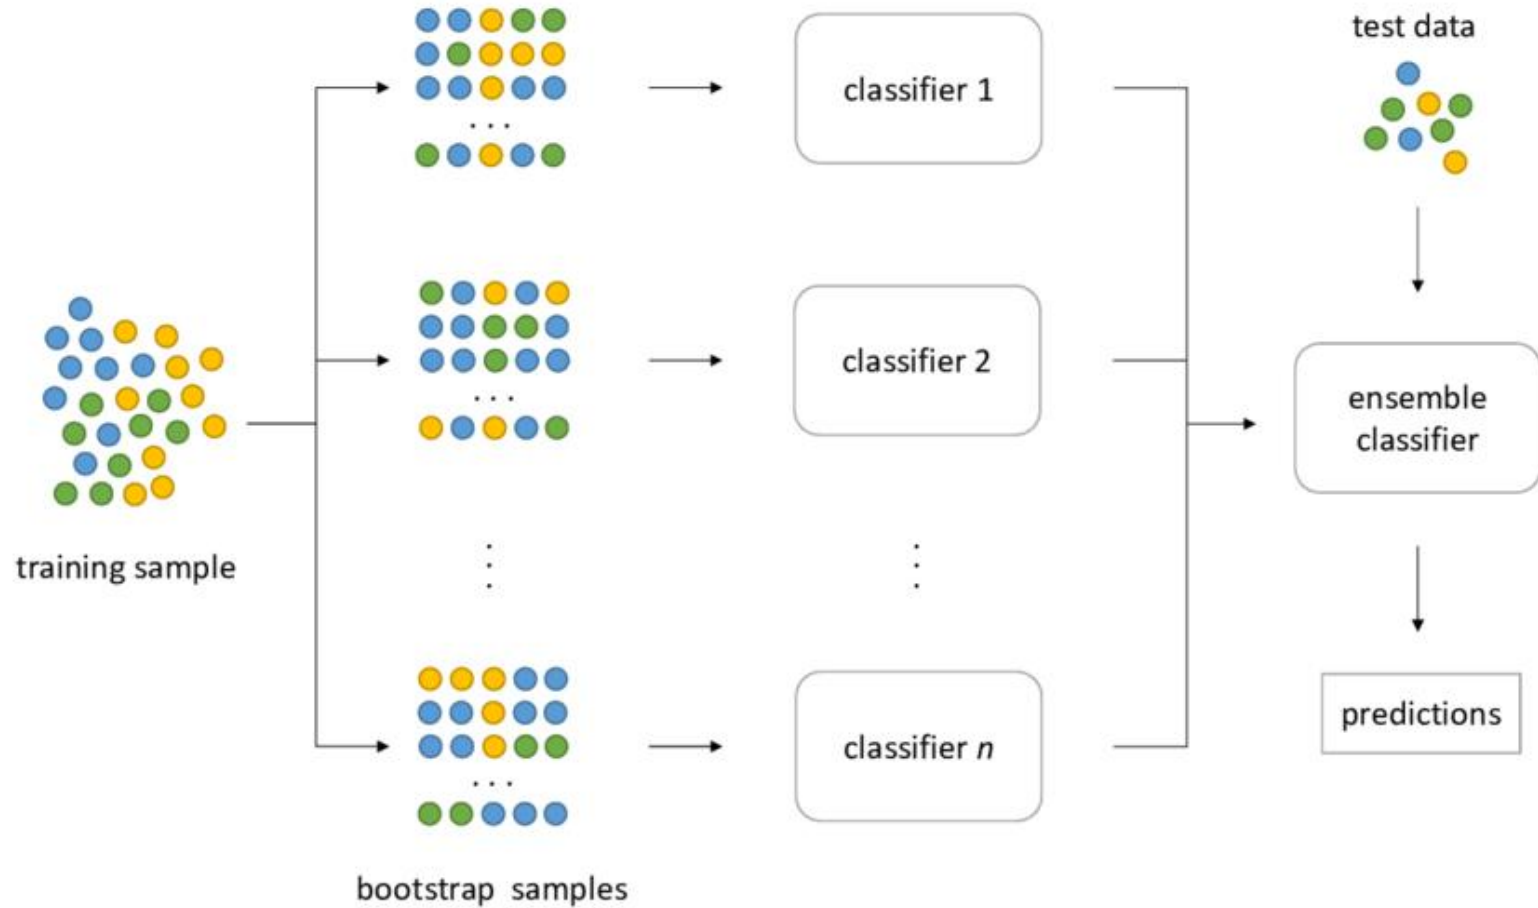 test data
classifier 1
. . .
classifier 2
ensemble
classifier
. . .
training sample
predictions
classifier n
. . .
bootstrap samples